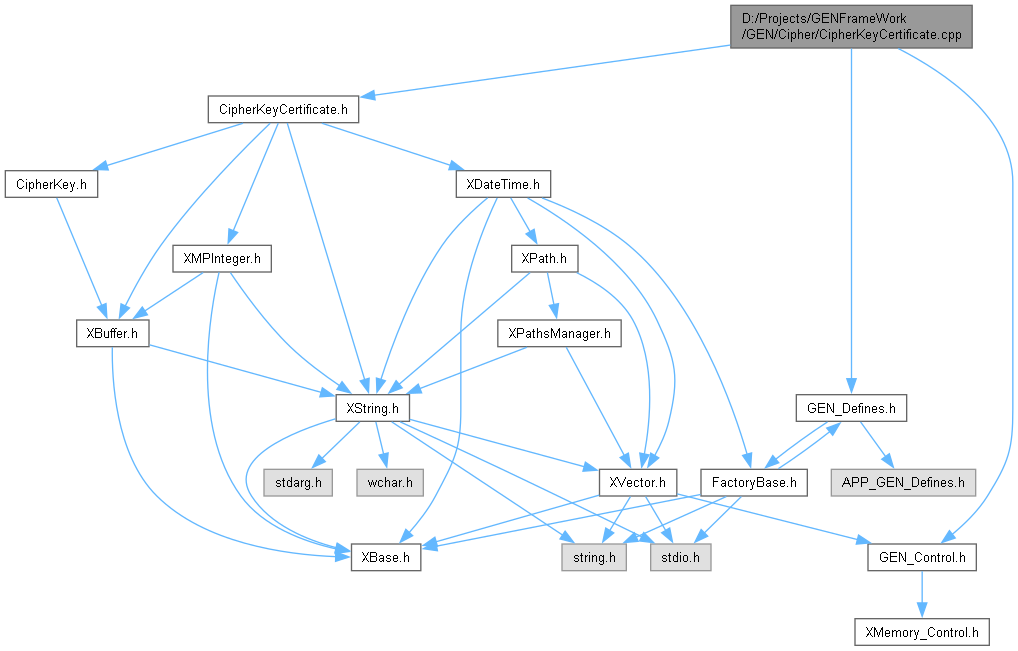 D:/Projects/GENFrameWork
/GEN/Cipher/CipherKeyCertificate.cpp
CipherKeyCertificate.h
CipherKey.h
XDateTime.h
XMPInteger.h
XPath.h
XBuffer.h
XPathsManager.h
XString.h
GEN_Defines.h
stdarg.h
wchar.h
XVector.h
FactoryBase.h
APP_GEN_Defines.h
XBase.h
string.h
stdio.h
GEN_Control.h
XMemory_Control.h